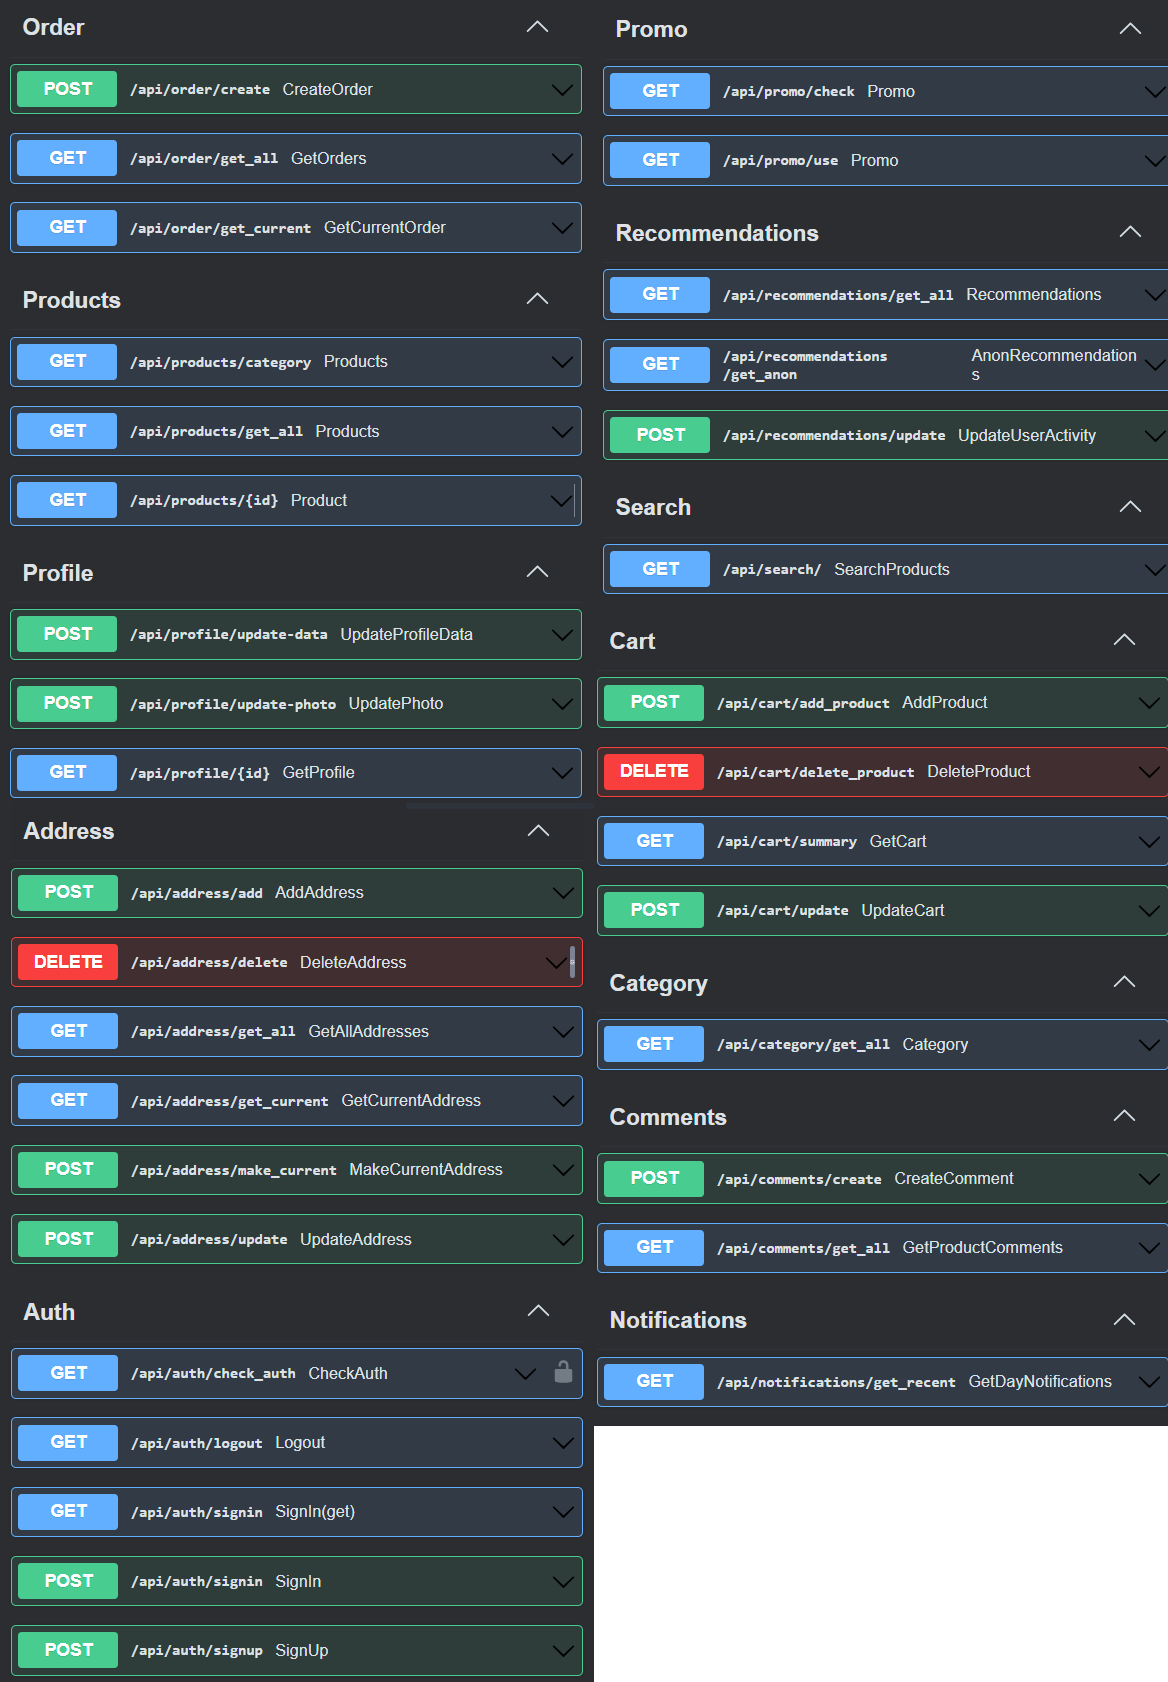 Order
POST /api/order/create CreateOrder
GET /api/order/get_all GetOrders
GET /api/order/get_current GetCurrentOrder
Products
GET /api/products/category Products
GET /api/products/get_all Products
GET /api/products/{id} Product
Profile
POST /api/profile/update-data UpdateProfileData
POST /api/profile/update-photo UpdatePhoto
GET /api/profile/{id} GetProfile
Address
POST /api/address/add AddAddress
DELETE /api/address/delete DeleteAddress
GET /api/address/get_all GetAllAddresses
GET /api/address/get_current GetCurrentAddress
POST /api/address/make_current MakeCurrentAddress
POST /api/address/update UpdateAddress
Auth
GET /api/auth/check_auth CheckAuth
GET /api/auth/logout Logout
GET /api/auth/signin SignIn(get)
POST /api/auth/signin SignIn
POST /api/auth/signup SignUp
Promo
GET /api/promo/check Promo
GET /api/promo/use Promo
Recommendations
GET /api/recommendations/get_all Recommendations
GET /api/recommendations AnonRecommendation
/get_anon s
POST /api/recommendations/update UpdateUserActivity
Search
GET /api/search/ SearchProducts
Cart
POST /api/cart/add_product AddProduct
DELETE /api/cart/delete_product DeleteProduct
GET /api/cart/summary GetCart
POST /api/cart/update UpdateCart
Category
GET /api/category/get_all Category
Comments
POST /api/comments/create CreateComment
GET /api/comments/get_all GetProductComments
Notifications
GET /api/notifications/get_recent GetDayNotifications